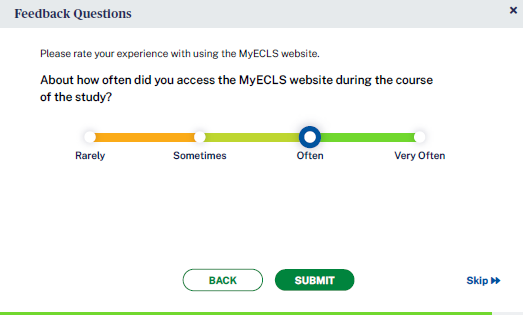 Feedback Questions
Please rate your experience with using the MyECLS website.
About how often did you access the MyECLS website during the course
of the study?
Rarely Sometimes Often Very Often
BACK SUBMIT Skip